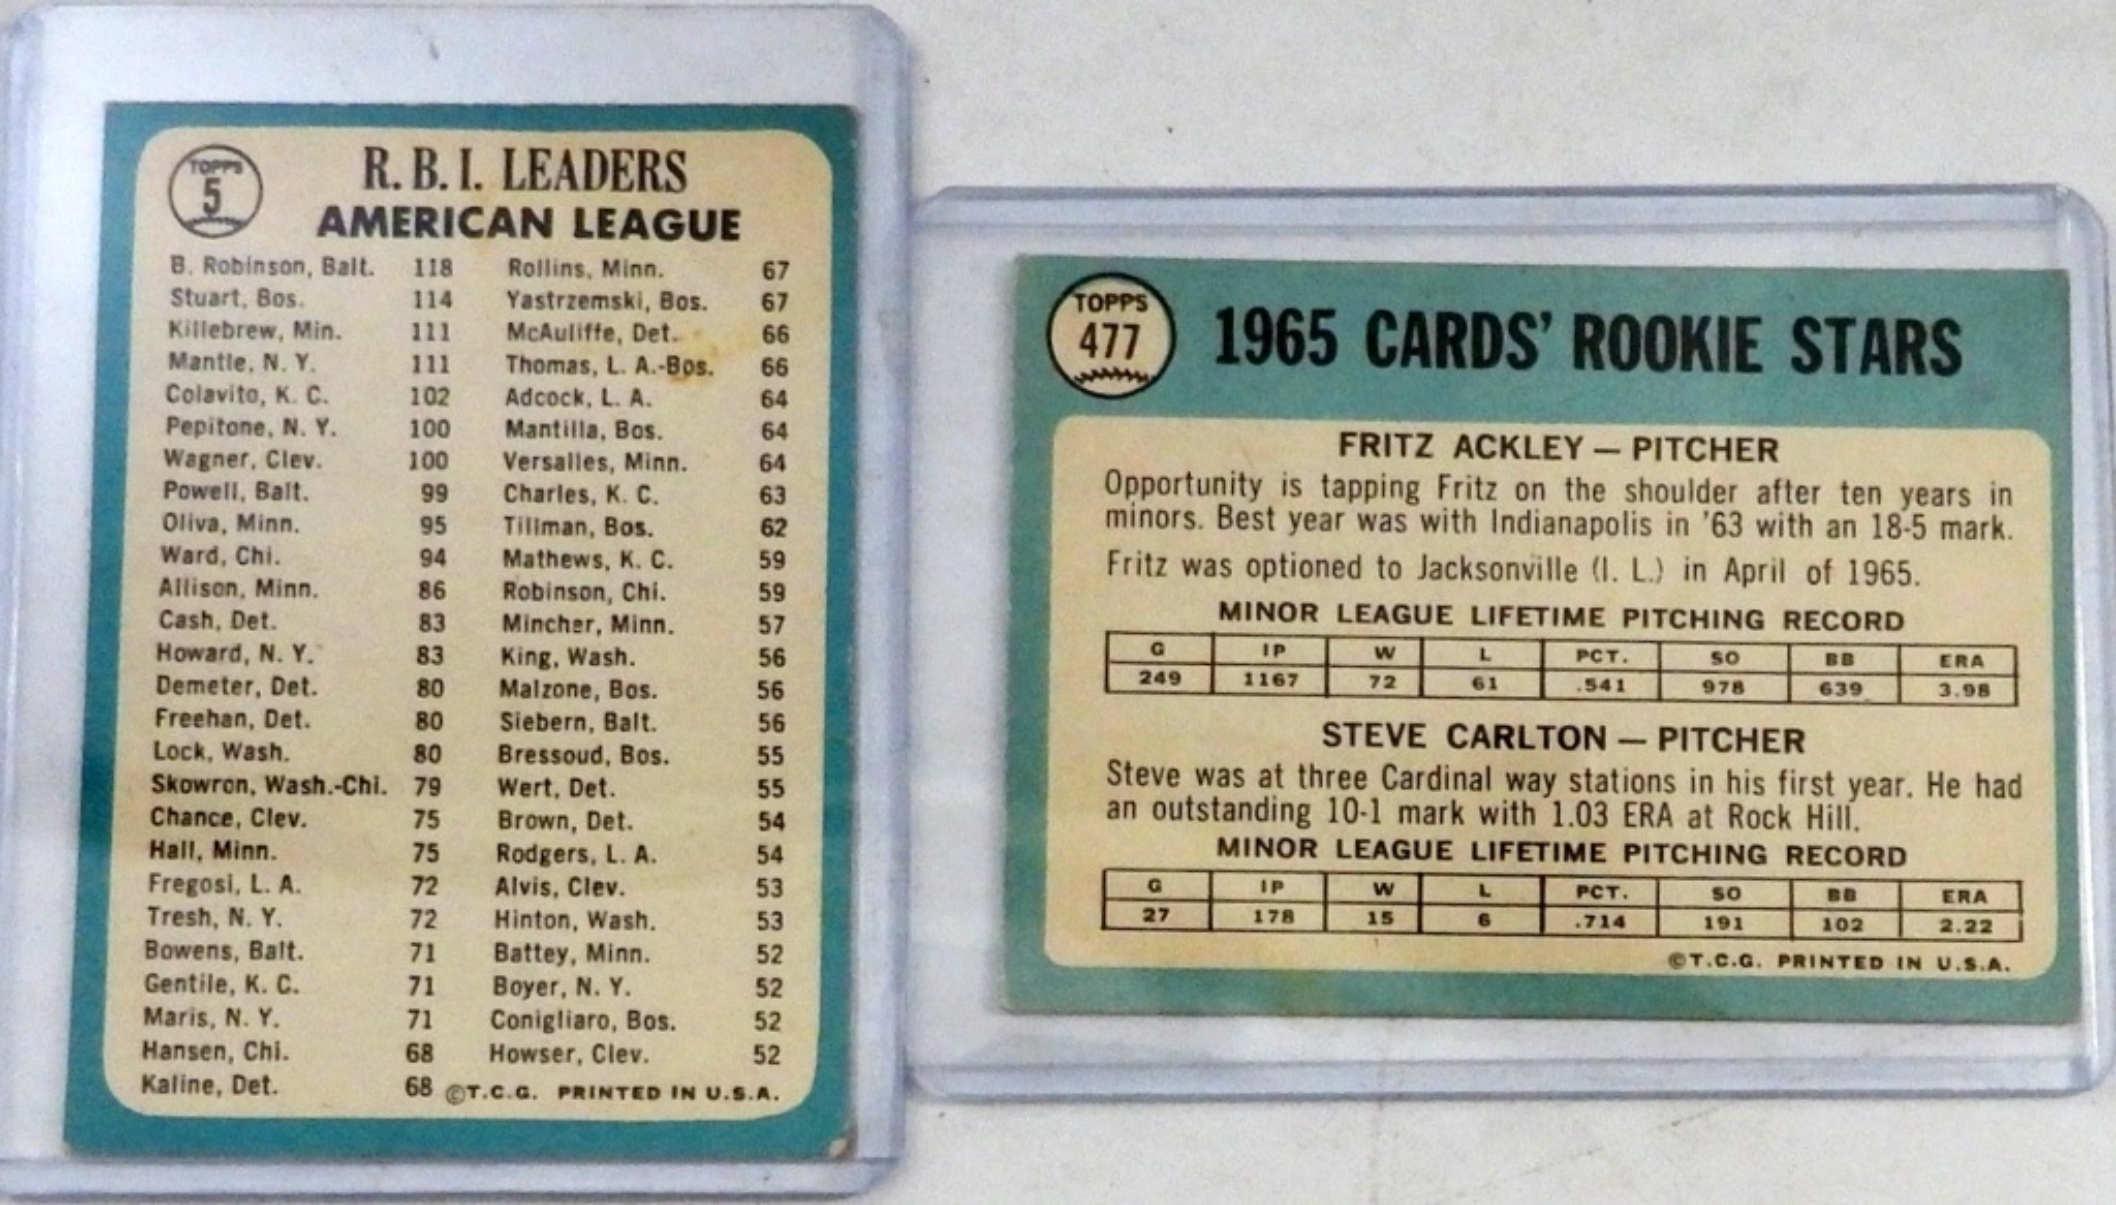 TOPPS
5
R. B. I. LEADERS
AMERICAN LEAGUE
B. Robinson, Balt. 118
Stuart, Bos. 114
Killebrew, Min. 111
Mantle, N. Y. 111
Colavito, K. C. 102
Pepitone, N. Y. 100
Wagner, Clev. 100
Powell, Balt. 99
Oliva, Minn. 95
Ward, Chi. 94
Allison, Minn. 86
Cash, Det. 83
Howard, N. Y. 83
Demeter, Det. 80
Freehan, Det. 80
Lock, Wash. 80
Skowron, Wash.-Chi. 79
Chance, Clev. 75
Hall, Minn. 75
Fregosi, L. A. 72
Tresh, N. Y. 72
Bowens, Balt. 71
Gentile, K. C. 71
Maris, N. Y. 71
Hansen, Chi. 68
Kaline, Det. 68
Rollins, Minn. 67
Yastrzemski, Bos. 67
McAuliffe, Det. 66
Thomas, L. A.-Bos. 66
Adcock, L. A. 64
Mantilla, Bos. 64
Versalles, Minn. 64
Charles, K. C. 63
Tillman, Bos. 62
Mathews, K. C. 59
Robinson, Chi. 59
Mincher, Minn. 57
King, Wash. 56
Malzone, Bos. 56
Siebern, Balt. 56
Bressoud, Bos. 55
Wert, Det. 55
Brown, Det. 54
Rodgers, L. A. 54
Alvis, Clev. 53
Hinton, Wash. 53
Battey, Minn. 52
Boyer, N. Y. 52
Conigliaro, Bos. 52
Howser, Clev. 52
©T.C.G. PRINTED IN U.S.A.
TOPPS
477
1965 CARDS' ROOKIE STARS
FRITZ ACKLEY — PITCHER
Opportunity is tapping Fritz on the shoulder after ten years in
minors. Best year was with Indianapolis in '63 with an 18-5 mark.
Fritz was optioned to Jacksonville (I. L.) in April of 1965.
MINOR LEAGUE LIFETIME PITCHING RECORD
G IP W L PCT. SO BB ERA
249 1167 72 61 .541 978 639 3.98
STEVE CARLTON — PITCHER
Steve was at three Cardinal way stations in his first year. He had
an outstanding 10-1 mark with 1.03 ERA at Rock Hill.
MINOR LEAGUE LIFETIME PITCHING RECORD
G IP W L PCT. SO BB ERA
27 178 15 6 .714 191 102 2.22
©T.C.G. PRINTED IN U.S.A.